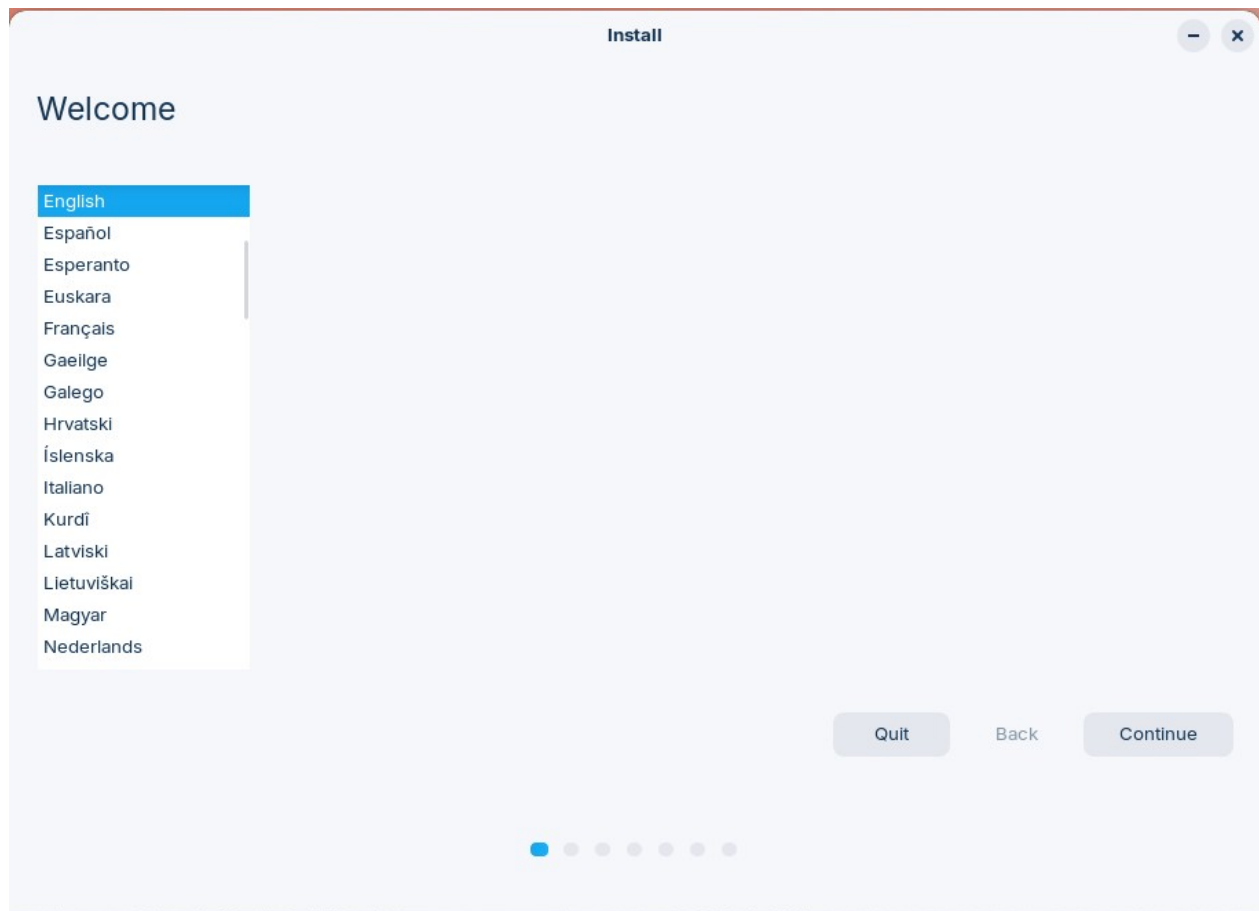 Install
Welcome
English
Español
Esperanto
Euskara
Français
Gaeilge
Galego
Hrvatski
Íslenska
Italiano
Kurdî
Latviski
Lietuviškai
Magyar
Nederlands
Quit Back Continue